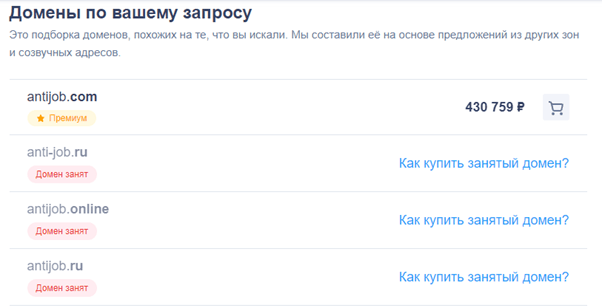 Домены по вашему запросу
Это подборка доменов, похожих на те, что вы искали. Мы составили её на основе предложений из других зон
и созвучных адресов.
antijob.com
Премиум
430 759 ₽
anti-job.ru
Домен занят
Как купить занятый домен?
antijob.online
Домен занят
Как купить занятый домен?
antijob.ru
Домен занят
Как купить занятый домен?